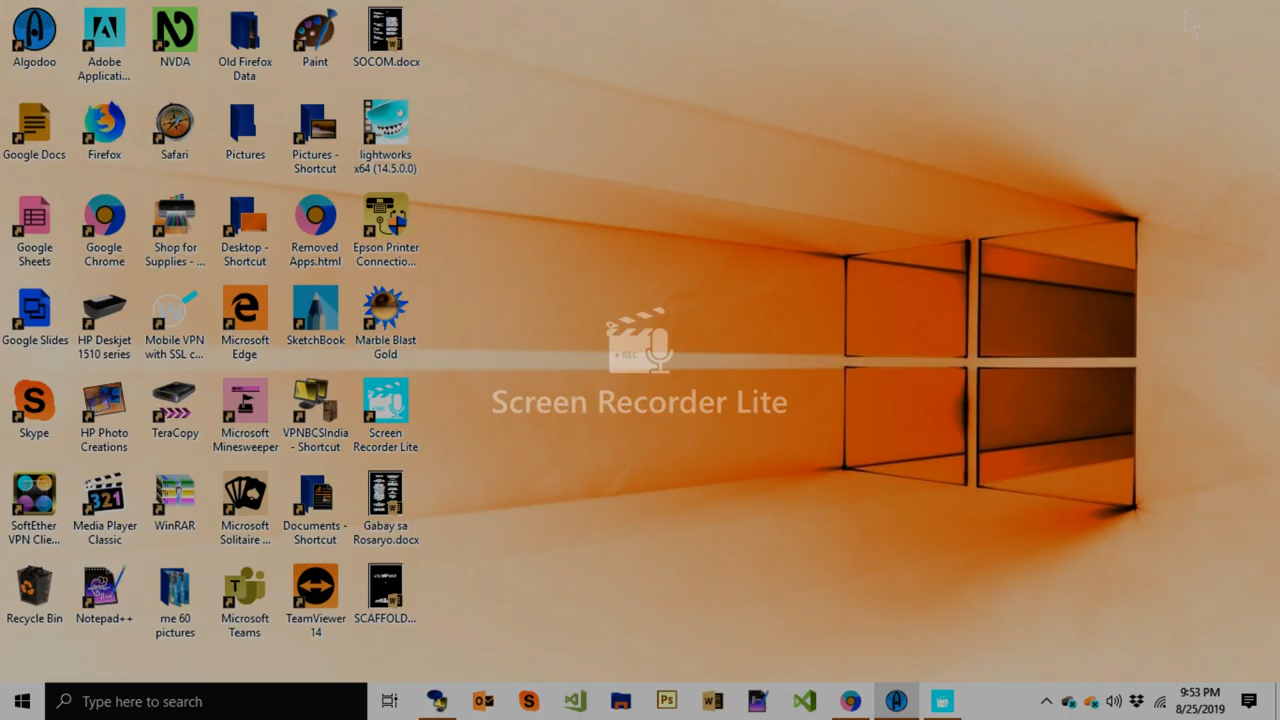 Algodoo
Adobe
Applicati...
NVDA
Old Firefox
Data
Paint
SOCOM.docx
Google Docs
Firefox
Safari
Pictures
Pictures -
Shortcut
lightworks
x64 (14.5.0.0)
Google
Sheets
Google
Chrome
Shop for
Supplies - ...
Desktop -
Shortcut
Removed
Apps.html
Epson Printer
Connectio...
Google Slides
HP Deskjet
1510 series
Mobile VPN
with SSL c...
Microsoft
Edge
SketchBook
Marble Blast
Gold
REC
Screen Recorder Lite
Skype
HP Photo
Creations
TeraCopy
Microsoft
Minesweeper
VPNBCSIndia
- Shortcut
Screen
Recorder Lite
SoftEther
VPN Clie...
321
Media Player
Classic
WinRAR
Microsoft
Solitaire ...
Documents -
Shortcut
Gabay sa
Rosaryo.docx
Recycle Bin
Notepad++
me 60
pictures
Microsoft
Teams
TeamViewer
14
SCAFFOLD...
Type here to search
Ps
9:53 PM
8/25/2019